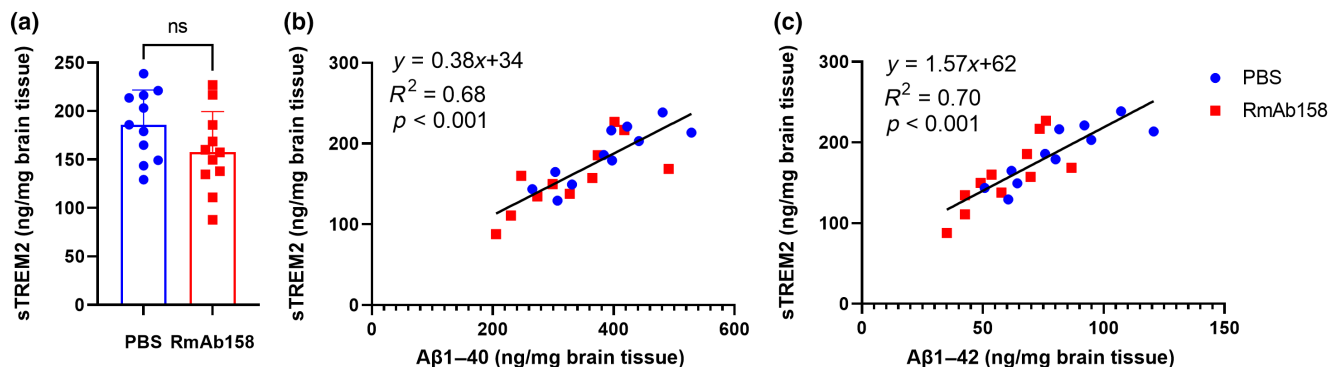 (a)
ns
sTREM2 (ng/mg brain tissue)
250
200
150
100
50
0
PBS RmAb158
(b)
y = 0.38x+34
R² = 0.68
p < 0.001
sTREM2 (ng/mg brain tissue)
300
200
100
0
0 200 400 600
Aβ1–40 (ng/mg brain tissue)
(c)
y = 1.57x+62
R² = 0.70
p < 0.001
sTREM2 (ng/mg brain tissue)
300
200
100
0
0 50 100 150
Aβ1–42 (ng/mg brain tissue)
PBS
RmAb158